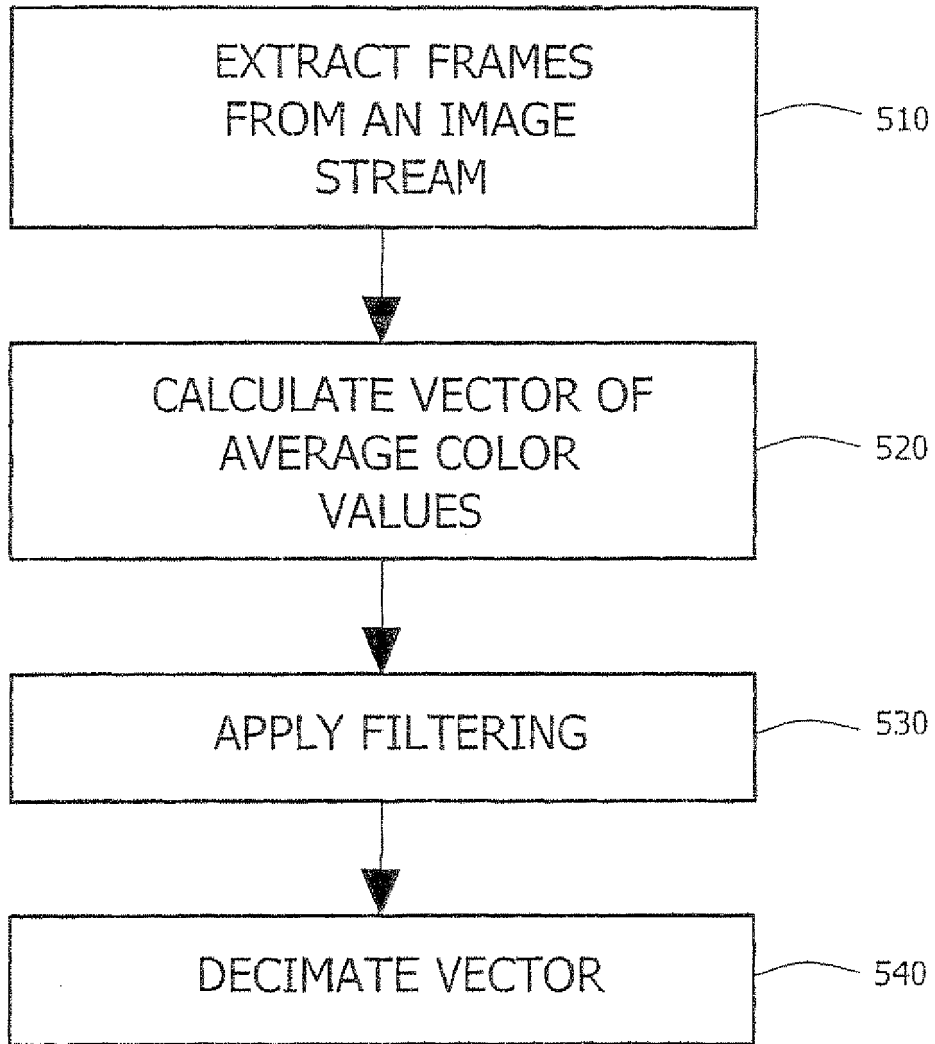 EXTRACT FRAMES
FROM AN IMAGE
STREAM
510
CALCULATE VECTOR OF
AVERAGE COLOR
VALUES
520
APPLY FILTERING
530
DECIMATE VECTOR
540